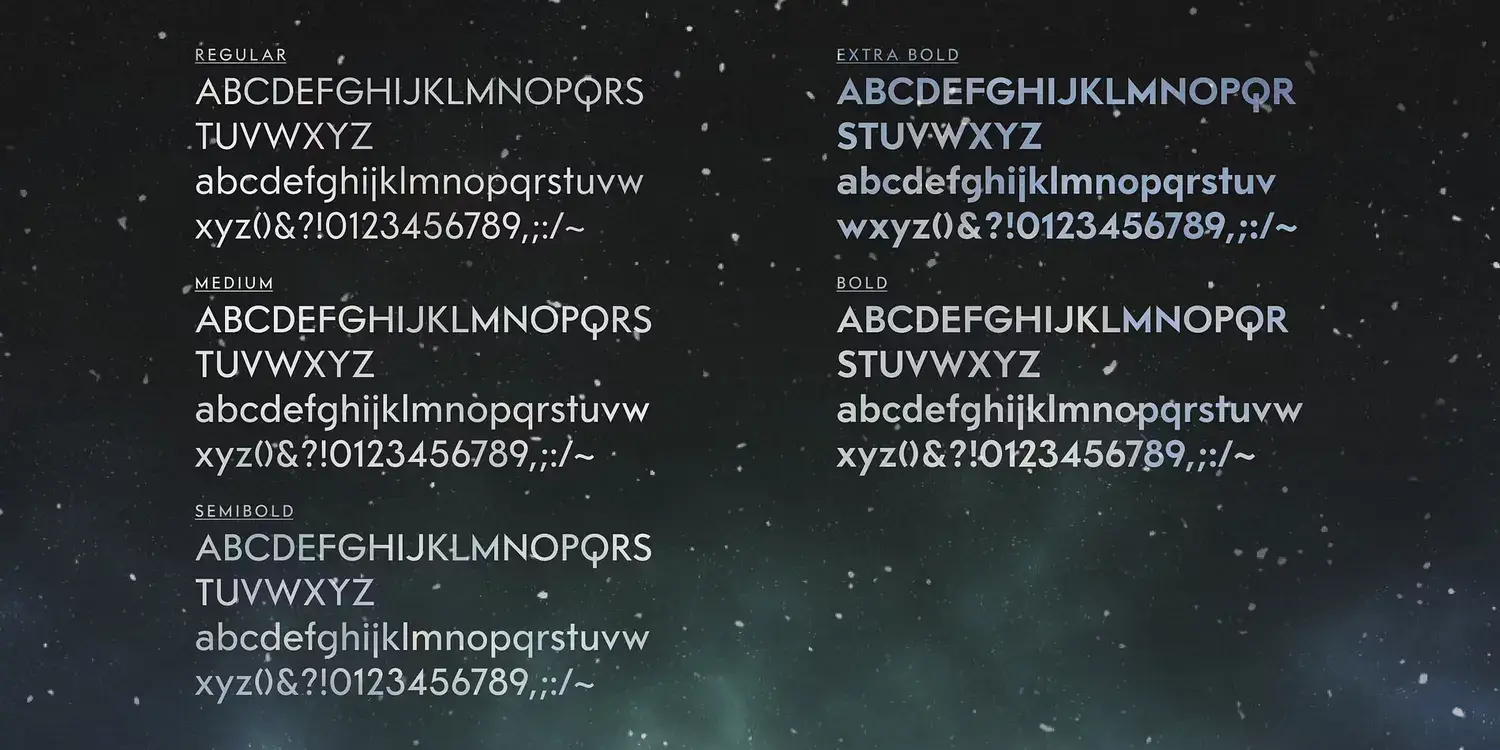 REGULAR
ABCDEFGHIJKLMNOPQRS
TUVWXYZ
abcdefghijklmnopqrstuvw
xyz()&?!0123456789,;:/~
MEDIUM
ABCDEFGHIJKLMNOPQRS
TUVWXYZ
abcdefghijklmnopqrstuvw
xyz()&?!0123456789,;:/~
SEMIBOLD
ABCDEFGHIJKLMNOPQRS
TUVWXYZ
abcdefghijklmnopqrstuvw
xyz()&?!0123456789,;:/~
EXTRA BOLD
ABCDEFGHIJKLMNOPQR
STUVWXYZ
abcdefghijklmnopqrstuv
wxyz()&?!0123456789,;:/~
BOLD
ABCDEFGHIJKLMNOPQR
STUVWXYZ
abcdefghijklmnopqrstuvw
xyz()&?!0123456789,;:/~